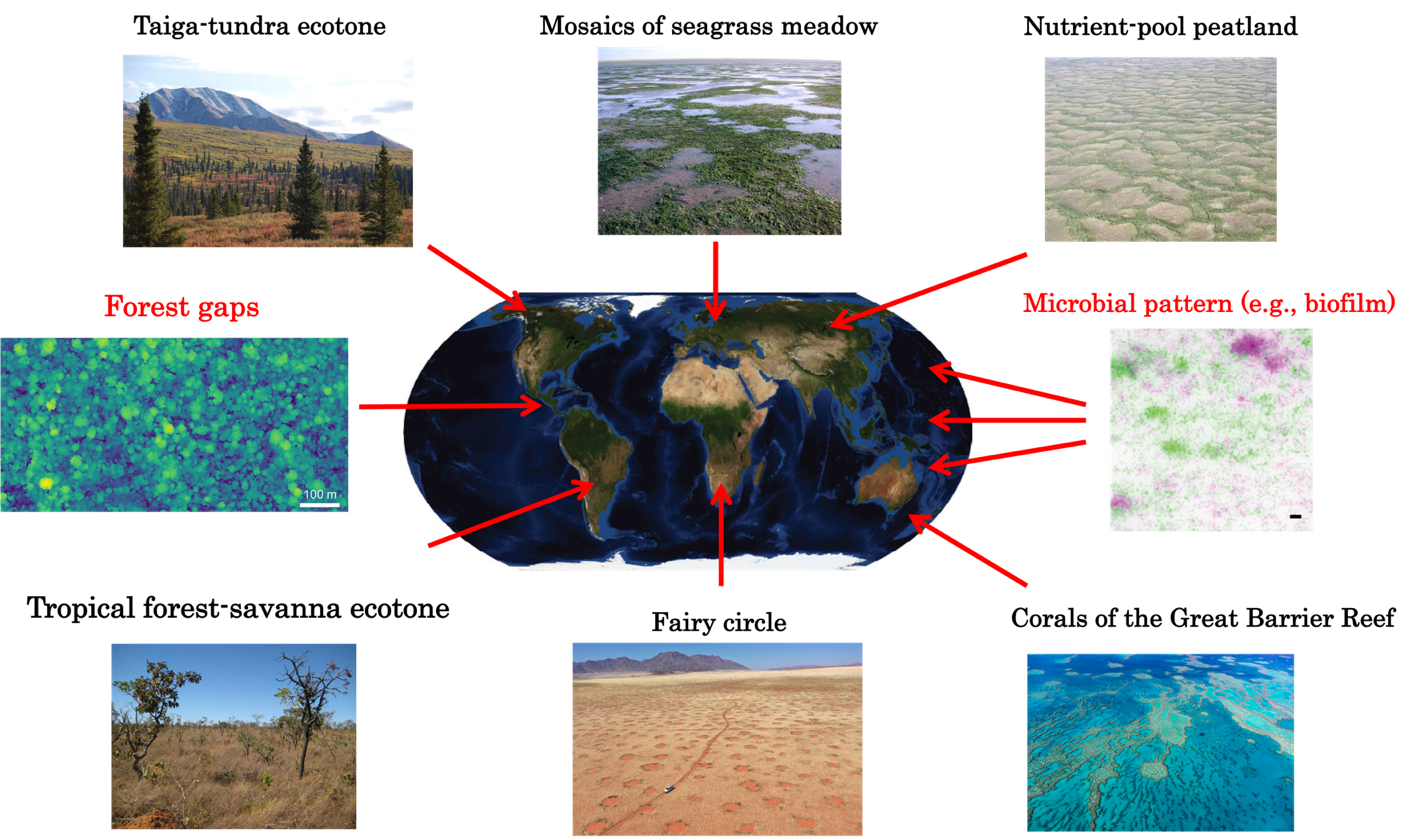 Taiga-tundra ecotone
Mosaics of seagrass meadow
Nutrient-pool peatland
Forest gaps
Microbial pattern (e.g., biofilm)
100 m
Tropical forest-savanna ecotone
Fairy circle
Corals of the Great Barrier Reef